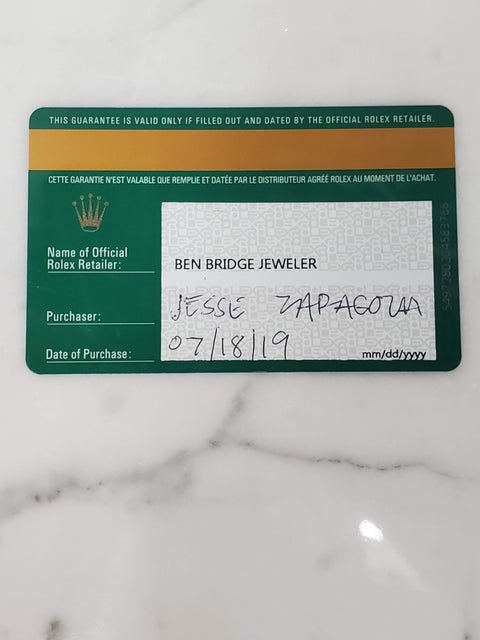 THIS GUARANTEE IS VALID ONLY IF FILLED OUT AND DATED BY THE OFFICIAL ROLEX RETAILER.
CETTE GARANTIE N'EST VALABLE QUE REMPLIE ET DATÉE PAR LE DISTRIBUTEUR AGRÉÉ ROLEX AU MOMENT DE L'ACHAT.
Name of Official
Rolex Retailer:
BEN BRIDGE JEWELER
Purchaser: JESSE
Date of Purchase: 07/18/19 mm/dd/yyyy